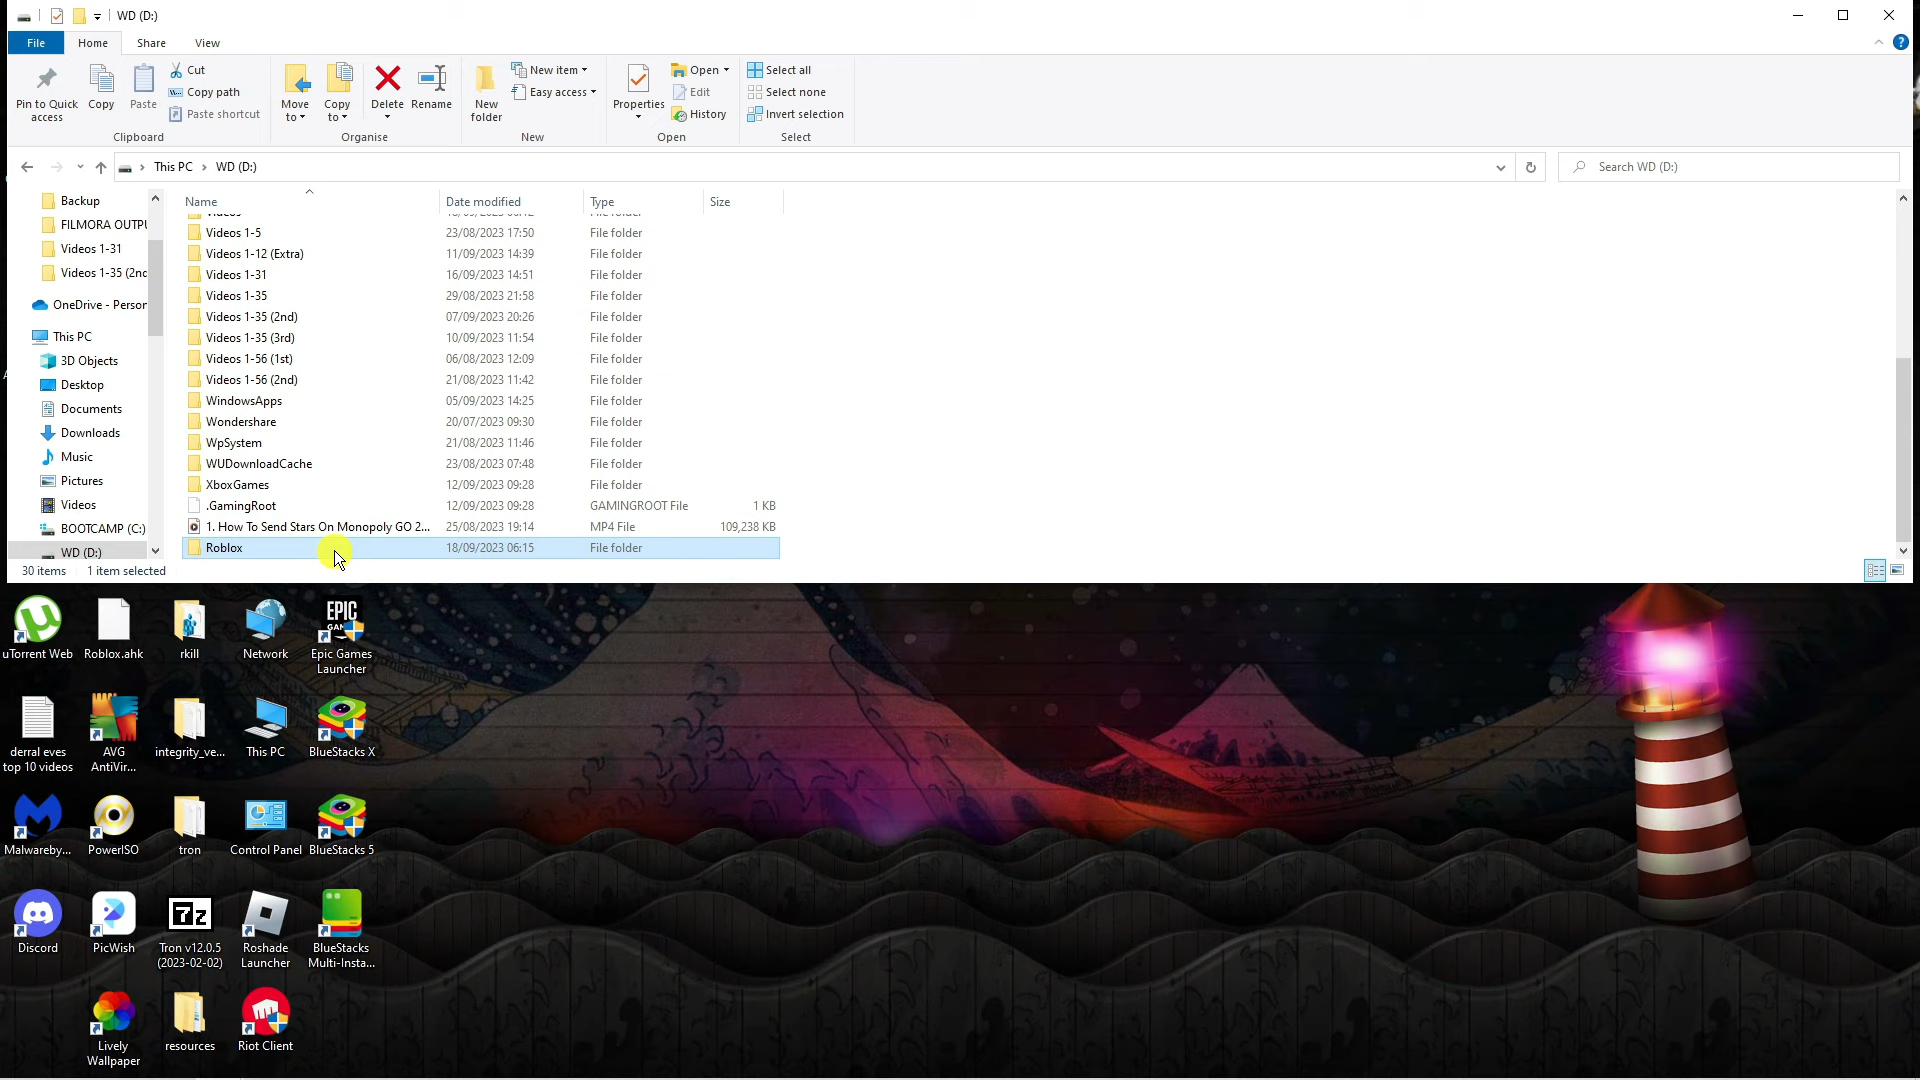 WD (D:)
File Home Share View
Pin to Quick access
Copy
Paste
Cut
Copy path
Paste shortcut
Clipboard
Move to
Copy to
Delete
Rename
Organise
New folder
New item
Easy access
New
Properties
Open
Edit
History
Open
Select all
Select none
Invert selection
Select
This PC > WD (D:)
Search WD (D:)
Backup
FILMORA OUTPU
Videos 1-31
Videos 1-35 (2nd
OneDrive - Person
This PC
3D Objects
Desktop
Documents
Downloads
Music
Pictures
Videos
BOOTCAMP (C:)
WD (D:)
Name Date modified Type Size
Videos 1-5 23/08/2023 17:50 File folder
Videos 1-12 (Extra) 11/09/2023 14:39 File folder
Videos 1-31 16/09/2023 14:51 File folder
Videos 1-35 29/08/2023 21:58 File folder
Videos 1-35 (2nd) 07/09/2023 20:26 File folder
Videos 1-35 (3rd) 10/09/2023 11:54 File folder
Videos 1-56 (1st) 06/08/2023 12:09 File folder
Videos 1-56 (2nd) 21/08/2023 11:42 File folder
WindowsApps 05/09/2023 14:25 File folder
Wondershare 20/07/2023 09:30 File folder
WpSystem 21/08/2023 11:46 File folder
WUDownloadCache 23/08/2023 07:48 File folder
XboxGames 12/09/2023 09:28 File folder
.GamingRoot 12/09/2023 09:28 GAMINGROOT File 1 KB
1. How To Send Stars On Monopoly GO 2... 25/08/2023 19:14 MP4 File 109,238 KB
Roblox 18/09/2023 06:15 File folder
30 items 1 item selected
uTorrent Web
Roblox.ahk
rkill
Network
EPIC
Epic Games
Launcher
derral eves
top 10 videos
AVG
AntiVir...
integrity_ve...
This PC
BlueStacks X
Malwareby...
PowerISO
tron
Control Panel
BlueStacks 5
Discord
PicWish
7z
Tron v12.0.5
(2023-02-02)
Roshade
Launcher
BlueStacks
Multi-Insta...
Lively
Wallpaper
resources
Riot Client